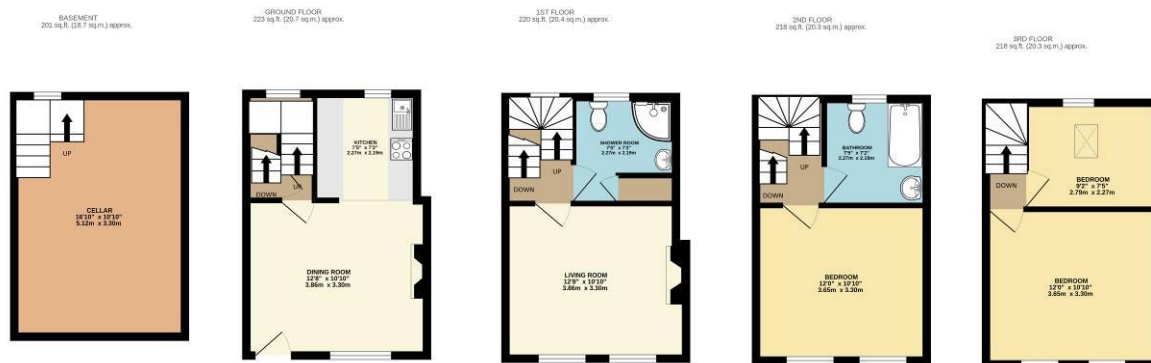 BASEMENT
201 sq.ft. (18.7 sq.m.) approx.
UP
CELLAR
16'10" x 10'10"
5.12m x 3.30m
GROUND FLOOR
223 sq.ft. (20.7 sq.m.) approx.
KITCHEN
7'5" x 7'2"
2.27m x 2.19m
DOWN
UP
DINING ROOM
12'8" x 10'10"
3.86m x 3.30m
1ST FLOOR
220 sq.ft. (20.4 sq.m.) approx.
SHOWER ROOM
2.27m x 2.19m
UP
DOWN
LIVING ROOM
12'8" x 10'10"
3.86m x 3.30m
2ND FLOOR
218 sq.ft. (20.3 sq.m.) approx.
BATHROOM
7'5" x 7'2"
2.27m x 2.18m
UP
DOWN
BEDROOM
12'0" x 10'10"
3.65m x 3.30m
3RD FLOOR
218 sq.ft. (20.3 sq.m.) approx.
DOWN
BEDROOM
9'2" x 7'5"
2.79m x 2.27m
BEDROOM
12'0" x 10'10"
3.65m x 3.30m